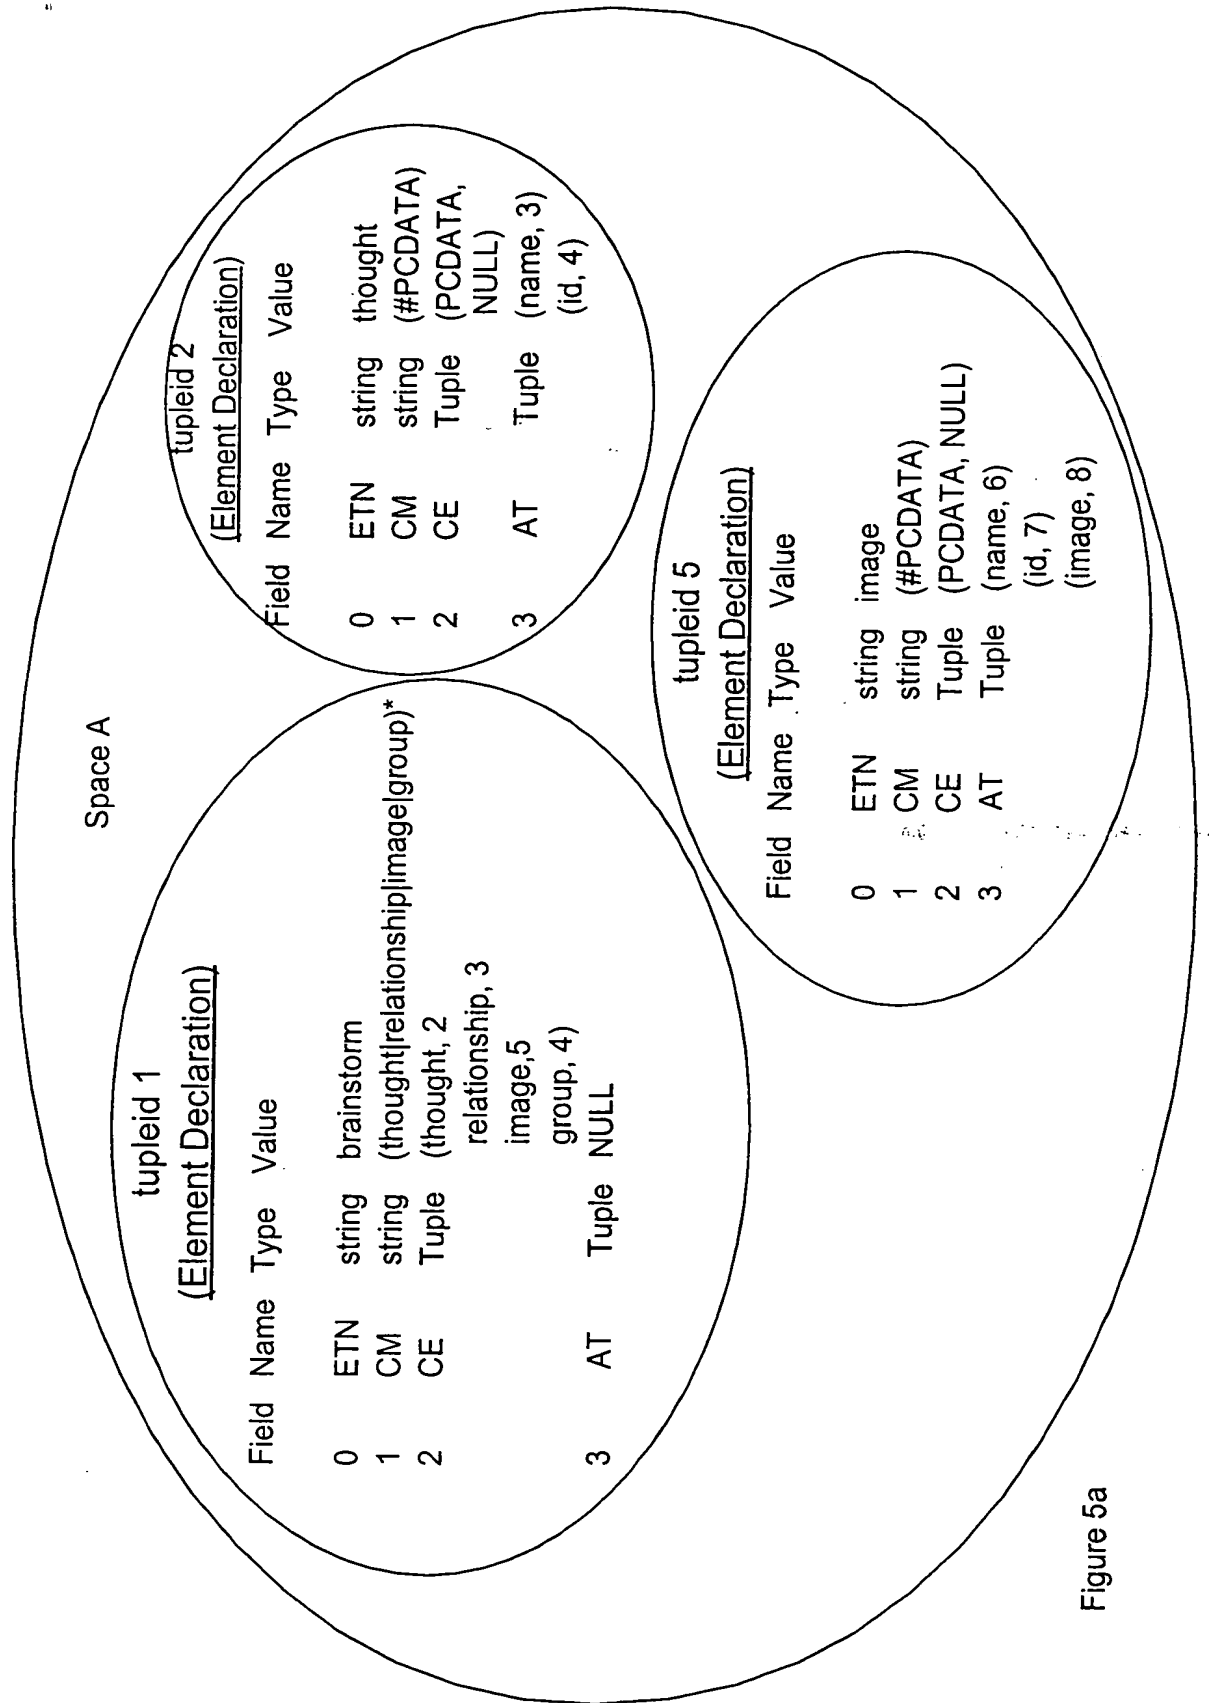 Space A
tupleid 1
(Element Declaration)
Field Name Type Value
0 ETN string brainstorm
1 CM string (thought|relationship|image|group)*
2 CE Tuple (thought, 2
relationship, 3
image,5
group, 4)
3 AT Tuple NULL
tupleid 2
(Element Declaration)
Field Name Type Value
0 ETN string thought
1 CM string (#PCDATA)
2 CE Tuple (PCDATA,
NULL)
3 AT Tuple (name, 3)
(id, 4)
tupleid 5
(Element Declaration)
Field Name Type Value
0 ETN string image
1 CM string (#PCDATA)
2 CE Tuple (PCDATA, NULL)
3 AT Tuple (name, 6)
(id, 7)
(image, 8)
Figure 5a